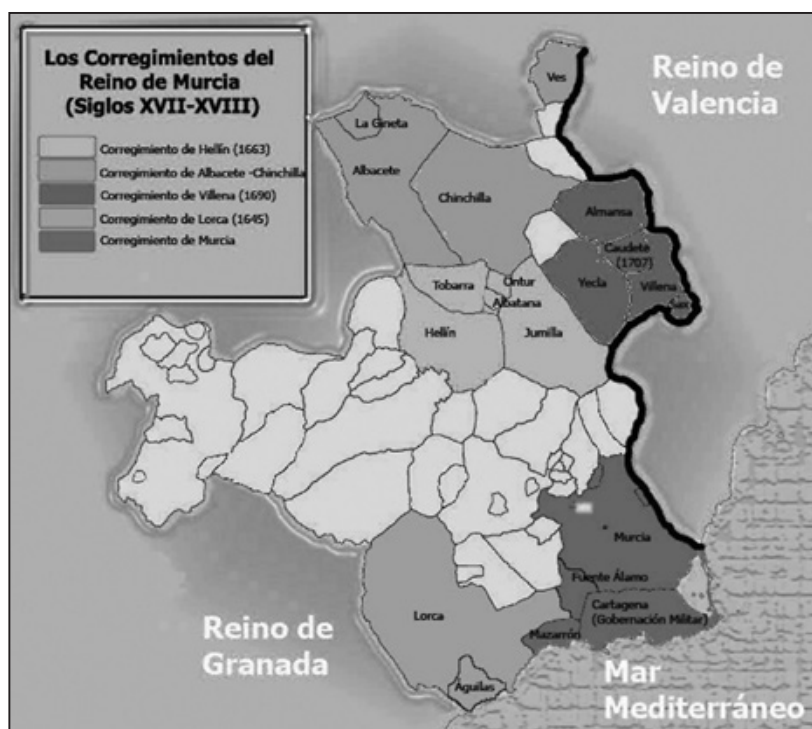 Los Corregimientos del
Reino de Murcia
(Siglos XVII-XVIII)
Corregimiento de Hellín (1663)
Corregimiento de Albacete -Chinchilla
Corregimiento de Villena (1690)
Corregimiento de Lorca (1645)
Corregimiento de Murcia
Reino de
Valencia
Ves
La Gineta
Albacete
Chinchilla
Almansa
Caudete
(1707)
Yecla
Villena
Sax
Tobarra
Ontur
Albatana
Hellín
Jumilla
Murcia
Fuente Álamo
Cartagena
(Gobernación Militar)
Mazarrón
Lorca
Águilas
Reino de
Granada
Mar
Mediterráneo